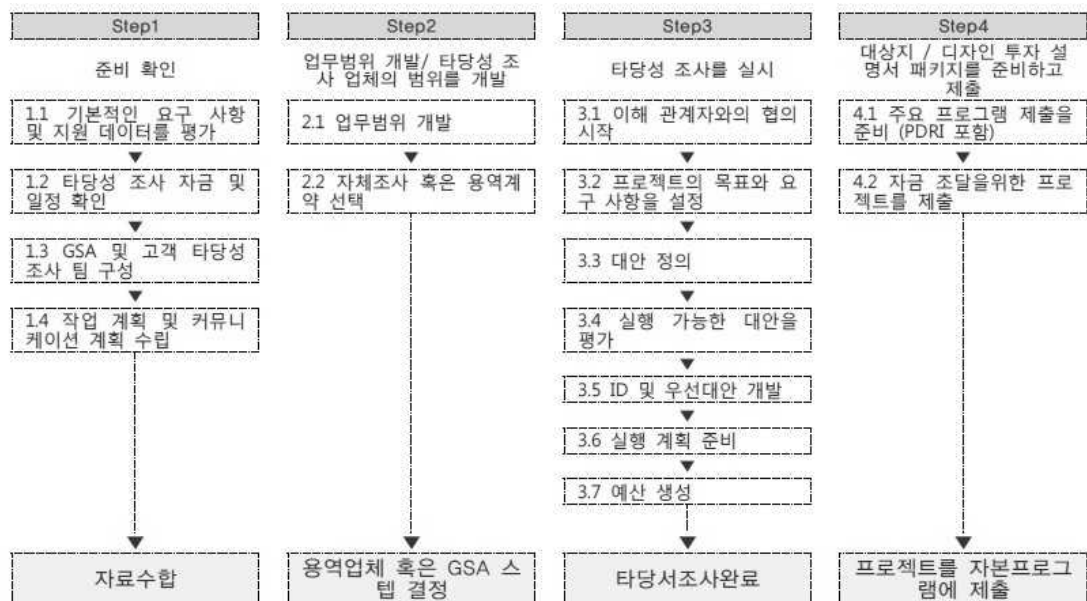 Step1
준비 확인
1.1 기본적인 요구 사항
및 지원 데이터를 평가
1.2 타당성 조사 자금 및
일정 확인
1.3 GSA 및 고객 타당성
조사 팀 구성
1.4 작업 계획 및 커뮤니
케이션 계획 수립
자료수합
Step2
업무범위 개발/ 타당성 조
사 업체의 범위를 개발
2.1 업무범위 개발
2.2 자체조사 혹은 용역계
약 선택
용역업체 혹은 GSA 스
텝 결정
Step3
타당성 조사를 실시
3.1 이해 관계자와의 협의
시작
3.2 프로젝트의 목표와 요
구 사항을 설정
3.3 대안 정의
3.4 실행 가능한 대안을
평가
3.5 ID 및 우선대안 개발
3.6 실행 계획 준비
3.7 예산 생성
타당서조사완료
Step4
대상지 / 디자인 투자 설
명서 패키지를 준비하고
제출
4.1 주요 프로그램 제출을
준비 (PDRI 포함)
4.2 자금 조달을위한 프로
젝트를 제출
프로젝트를 자본프로그
램에 제출